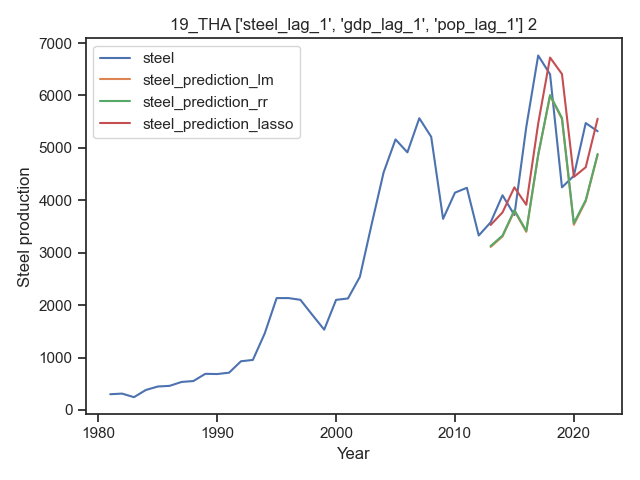 19_THA ['steel_lag_1', 'gdp_lag_1', 'pop_lag_1'] 2
steel
steel_prediction_lm
steel_prediction_rr
steel_prediction_lasso
Steel production
7000
6000
5000
4000
3000
2000
1000
0
1980 1990 2000 2010 2020
Year